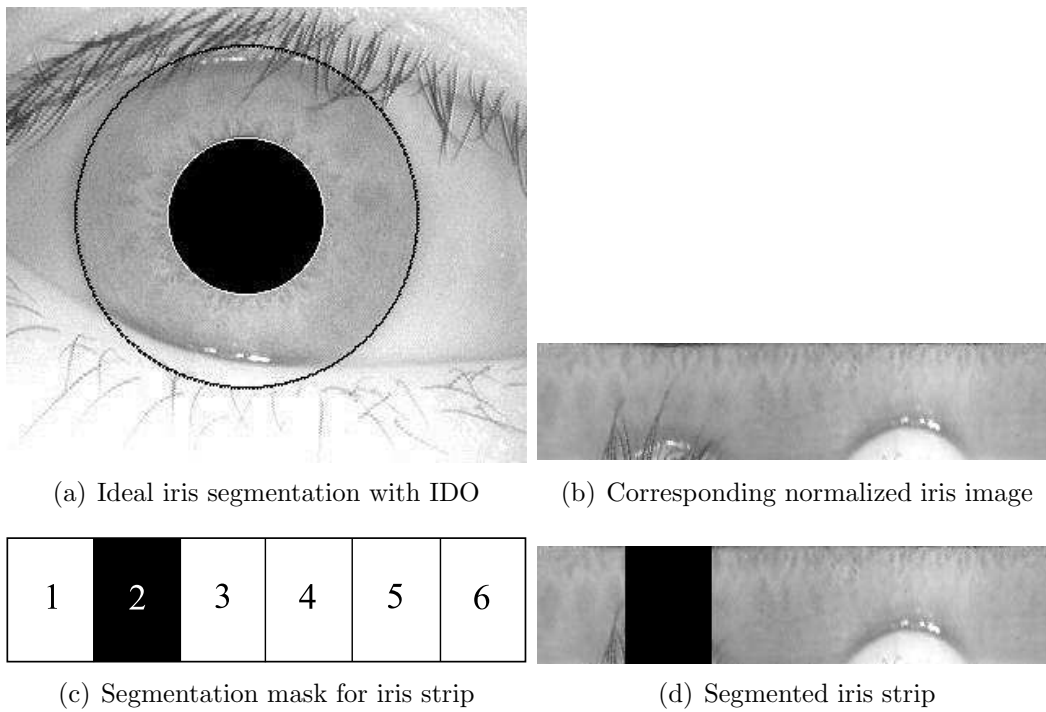 (a) Ideal iris segmentation with IDO
(b) Corresponding normalized iris image
1 2 3 4 5 6
(c) Segmentation mask for iris strip
(d) Segmented iris strip